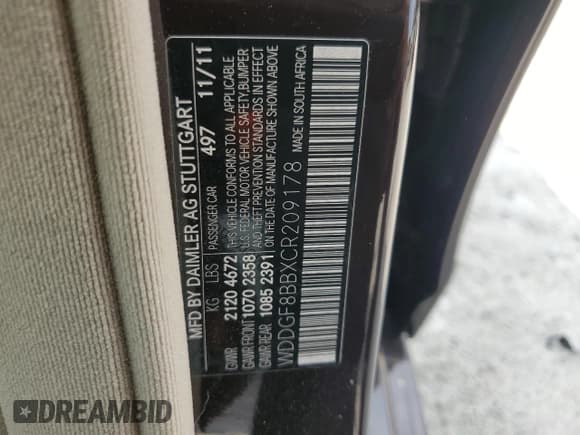 MFD BY DAIMLER AG STUTTGART
PASSENGER CAR 497 11/11
KG LBS THIS VEHICLE CONFORMS TO ALL APPLICABLE
GVWR 2120 4672 U.S. FEDERAL MOTOR VEHICLE SAFETY,BUMPER
GAWR FRONT 1070 2358 AND THEFT PREVENTION STANDARDS IN EFFECT
GAWR REAR 1085 2391 ON THE DATE OF MANUFACTURE SHOWN ABOVE
WDDGF8BBXCR209178 MADE IN SOUTH AFRICA
DREAMBID